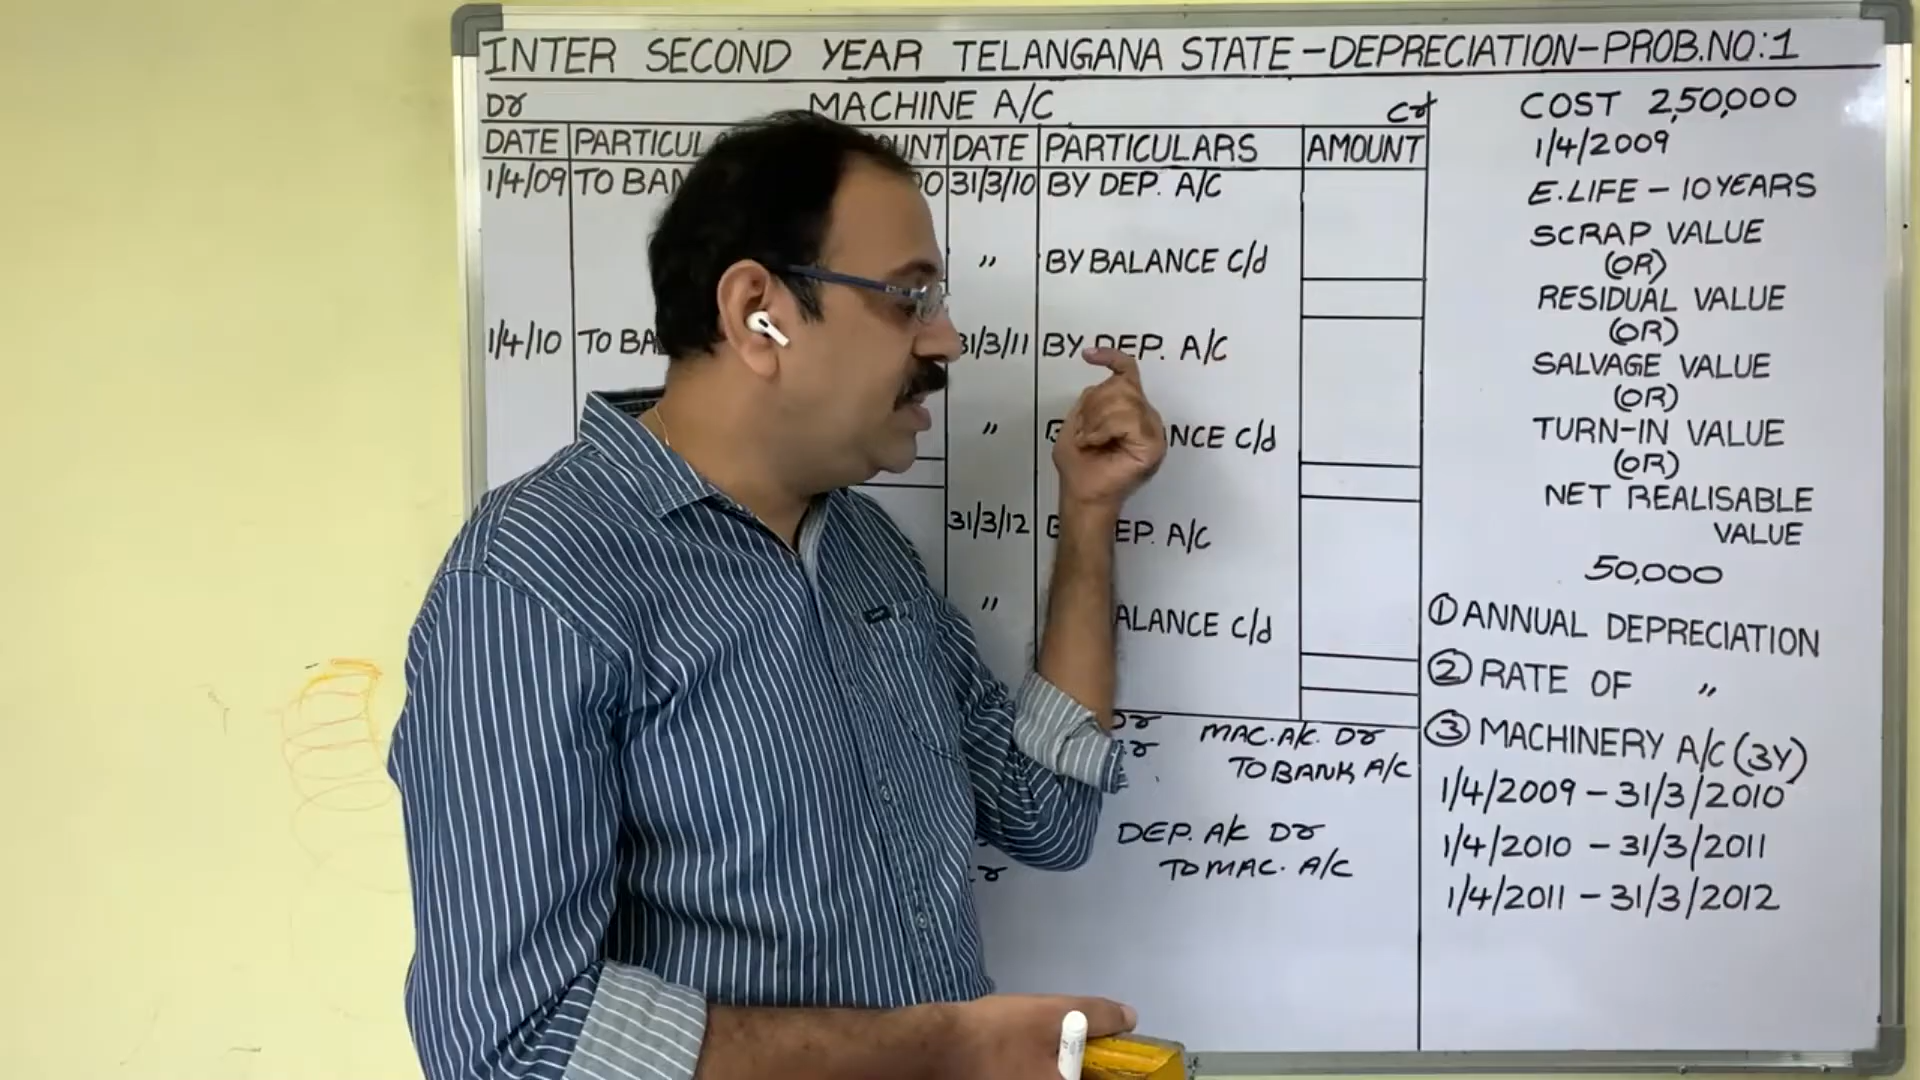 INTER SECOND YEAR TELANGANA STATE - DEPRECIATION - PROB.NO:1
Dr MACHINE A/C Cr
DATE DATE PARTICULARS AMOUNT
1/4/09 TO 31/3/10 BY DEP. A/C
" BY BALANCE C/d
1/4/10 TO 31/3/11 BY DEP. A/C
" C/d
31/3/12 A/C
" C/d
Dr MAC. A/C. Dr
TO BANK A/C
DEP. A/C Dr
TO MAC. A/C
COST 2,50,000
1/4/2009
E.LIFE - 10 YEARS
SCRAP VALUE
(OR)
RESIDUAL VALUE
(OR)
SALVAGE VALUE
(OR)
TURN-IN VALUE
(OR)
NET REALISABLE
VALUE
50,000
① ANNUAL DEPRECIATION
② RATE OF "
③ MACHINERY A/C (3Y)
1/4/2009 - 31/3/2010
1/4/2010 - 31/3/2011
1/4/2011 - 31/3/2012